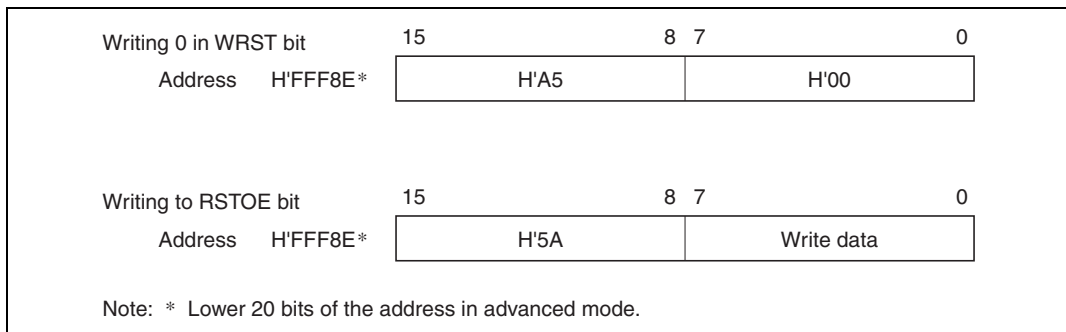 Writing 0 in WRST bit 15 8 7 0
Address H'FFF8E* H'A5 H'00
Writing to RSTOE bit 15 8 7 0
Address H'FFF8E* H'5A Write data
Note: * Lower 20 bits of the address in advanced mode.